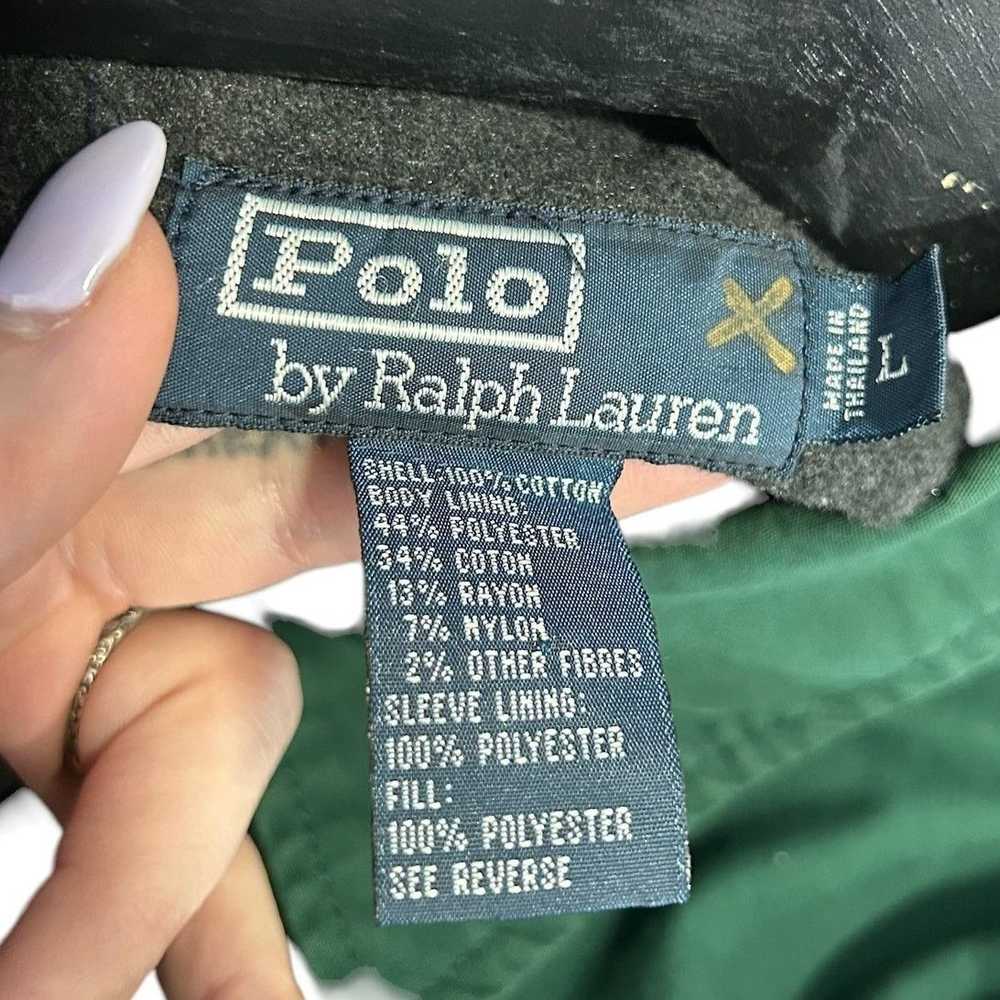 Polo
by Ralph Lauren
MADE IN
THAILAND
L
SHELL-100% COTTON
BODY LINING:
44% POLYESTER
34% COTON
13% RAYON
7% NYLON
2% OTHER FIBRES
SLEEVE LINING:
100% POLYESTER
FILL:
100% POLYESTER
SEE REVERSE